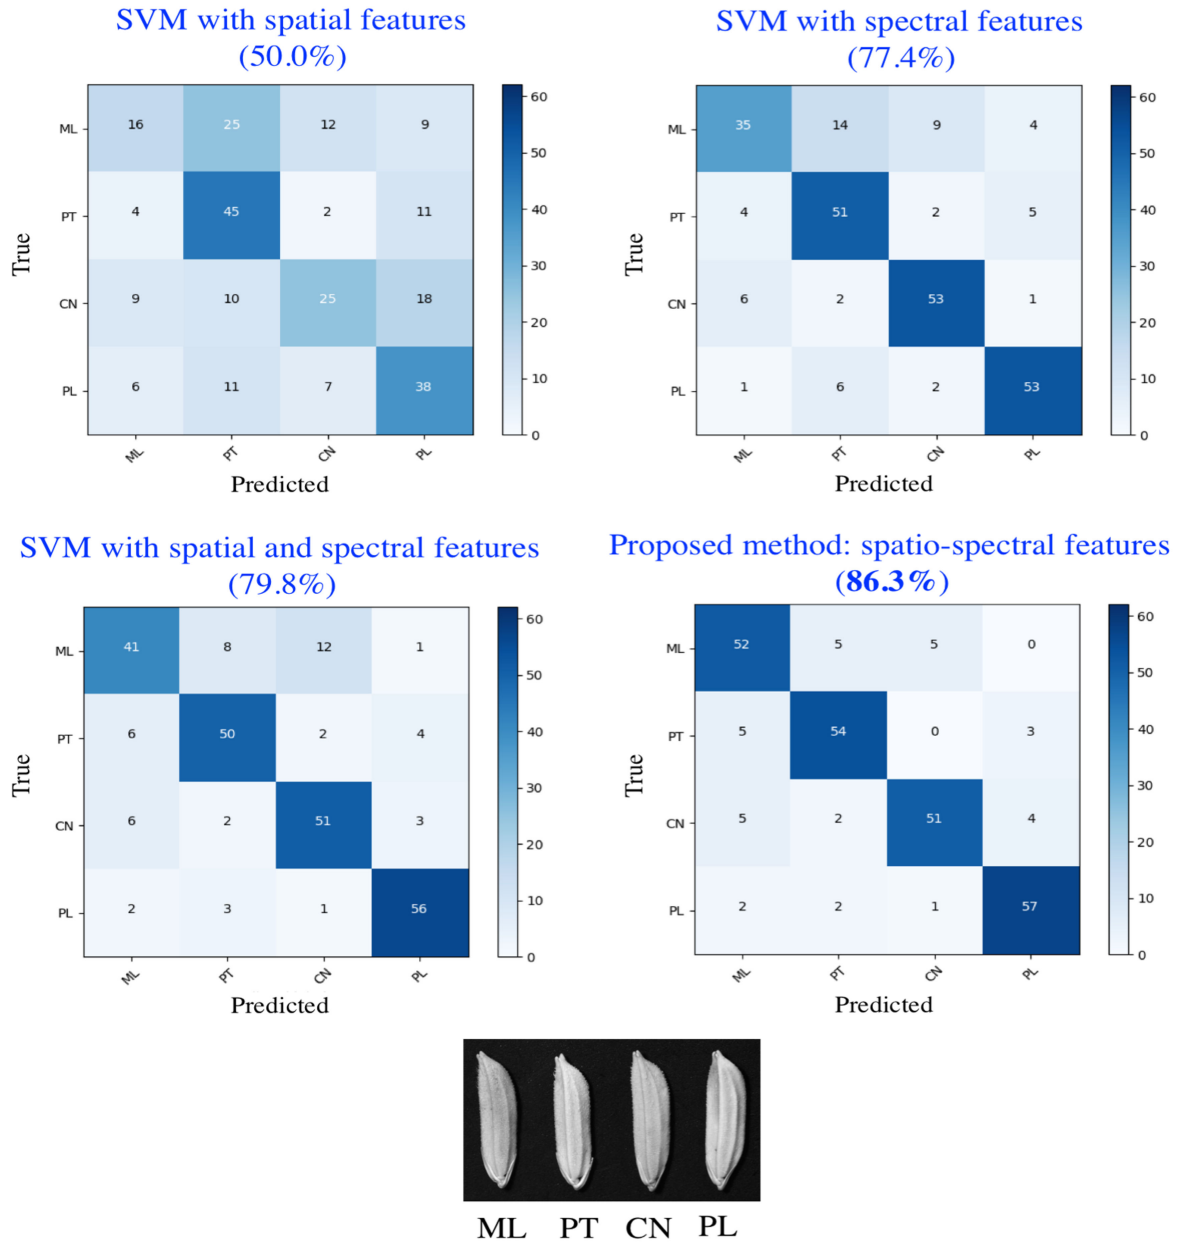 SVM with spatial features
(50.0%)
ML 16 25 12 9
PT 4 45 2 11
CN 9 10 25 18
PL 6 11 7 38
ML PT CN PL
True
Predicted
60
50
40
30
20
10
0
SVM with spectral features
(77.4%)
ML 35 14 9 4
PT 4 51 2 5
CN 6 2 53 1
PL 1 6 2 53
ML PT CN PL
True
Predicted
60
50
40
30
20
10
0
SVM with spatial and spectral features
(79.8%)
ML 41 8 12 1
PT 6 50 2 4
CN 6 2 51 3
PL 2 3 1 56
ML PT CN PL
True
Predicted
60
50
40
30
20
10
0
Proposed method: spatio-spectral features
(86.3%)
ML 52 5 5 0
PT 5 54 0 3
CN 5 2 51 4
PL 2 2 1 57
ML PT CN PL
True
Predicted
60
50
40
30
20
10
0
ML PT CN PL